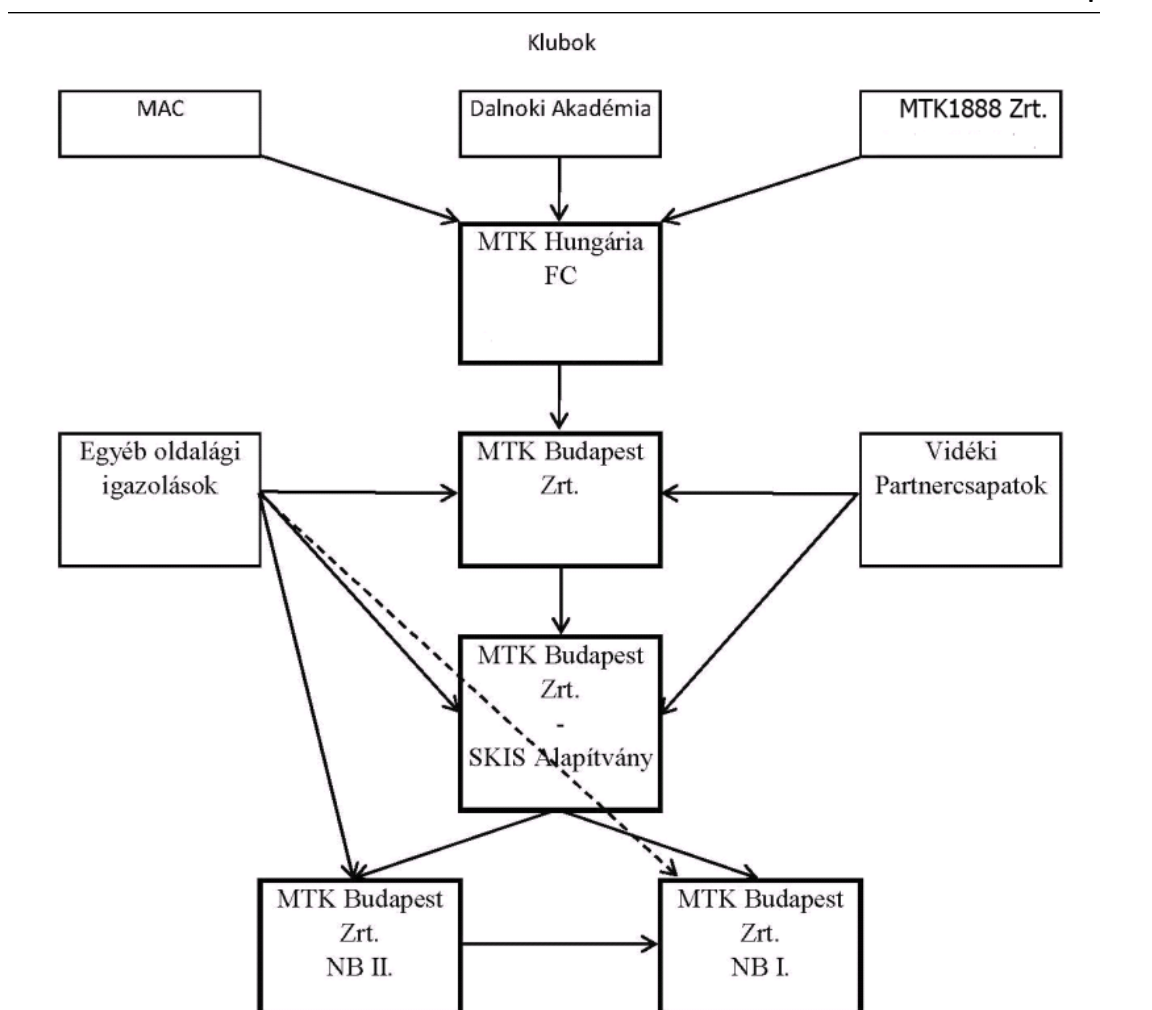 Klubok
MAC
Dalnoki Akadémia
MTK1888 Zrt.
MTK Hungária
FC
Egyéb oldalági
igazolások
MTK Budapest
Zrt.
Vidéki
Partnercsapatok
MTK Budapest
Zrt.
-
SKIS Alapítvány
MTK Budapest
Zrt.
NB II.
MTK Budapest
Zrt.
NB I.